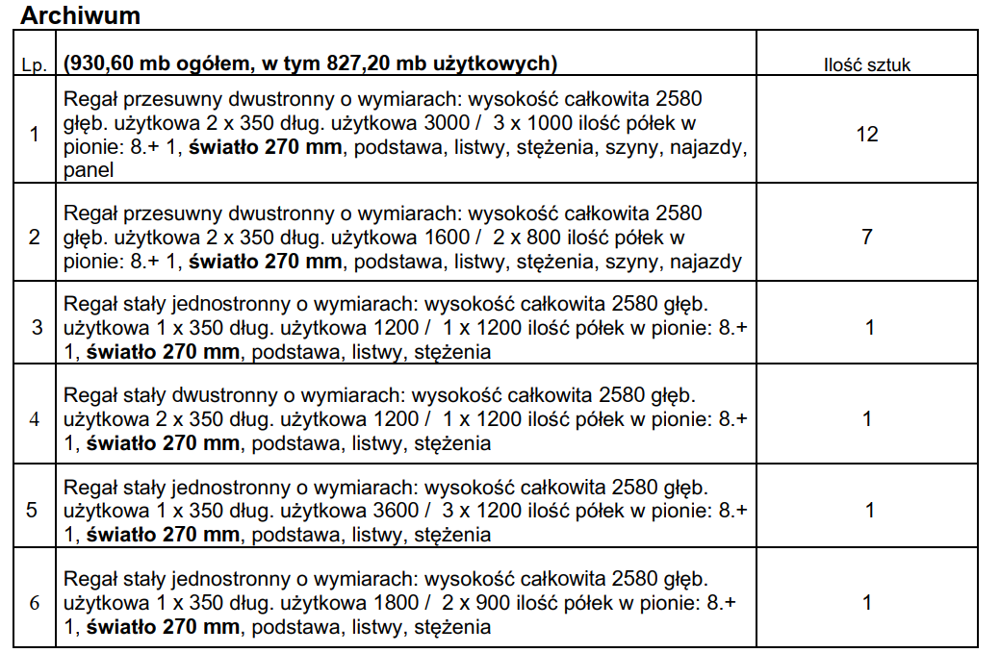 Archiwum
Lp. (930,60 mb ogółem, w tym 827,20 mb użytkowych) Ilość sztuk
Regał przesuwny dwustronny o wymiarach: wysokość całkowita 2580
głęb. użytkowa 2 x 350 dług. użytkowa 3000 / 3 x 1000 ilość półek w
1 pionie: 8.+ 1, światło 270 mm, podstawa, listwy, stężenia, szyny, najazdy, 12
panel
Regał przesuwny dwustronny o wymiarach: wysokość całkowita 2580
2 głęb. użytkowa 2 x 350 dług. użytkowa 1600 / 2 x 800 ilość półek w 7
pionie: 8.+ 1, światło 270 mm, podstawa, listwy, stężenia, szyny, najazdy
Regał stały jednostronny o wymiarach: wysokość całkowita 2580 głęb.
3 użytkowa 1 x 350 dług. użytkowa 1200 / 1 x 1200 ilość półek w pionie: 8.+ 1
1, światło 270 mm, podstawa, listwy, stężenia
Regał stały dwustronny o wymiarach: wysokość całkowita 2580 głęb.
4 użytkowa 2 x 350 dług. użytkowa 1200 / 1 x 1200 ilość półek w pionie: 8.+ 1
1, światło 270 mm, podstawa, listwy, stężenia
Regał stały jednostronny o wymiarach: wysokość całkowita 2580 głęb.
5 użytkowa 1 x 350 dług. użytkowa 3600 / 3 x 1200 ilość półek w pionie: 8.+ 1
1, światło 270 mm, podstawa, listwy, stężenia
Regał stały jednostronny o wymiarach: wysokość całkowita 2580 głęb.
6 użytkowa 1 x 350 dług. użytkowa 1800 / 2 x 900 ilość półek w pionie: 8.+ 1
1, światło 270 mm, podstawa, listwy, stężenia